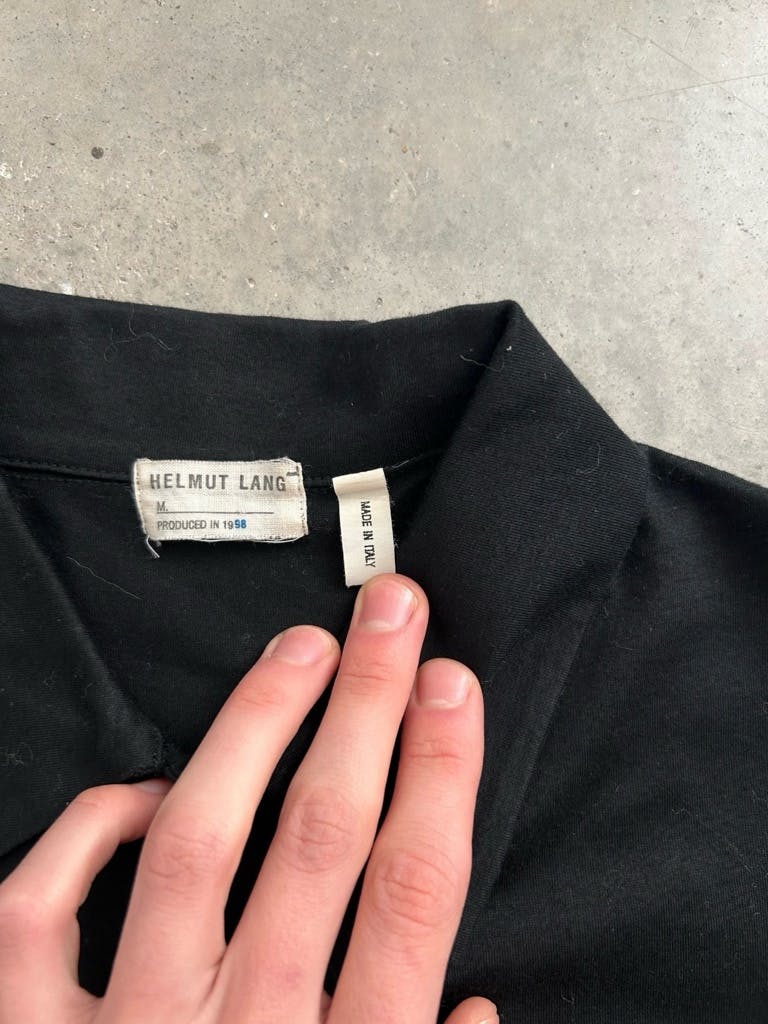 HELMUT LANG
M.
PRODUCED IN 1998
MADE IN ITALY